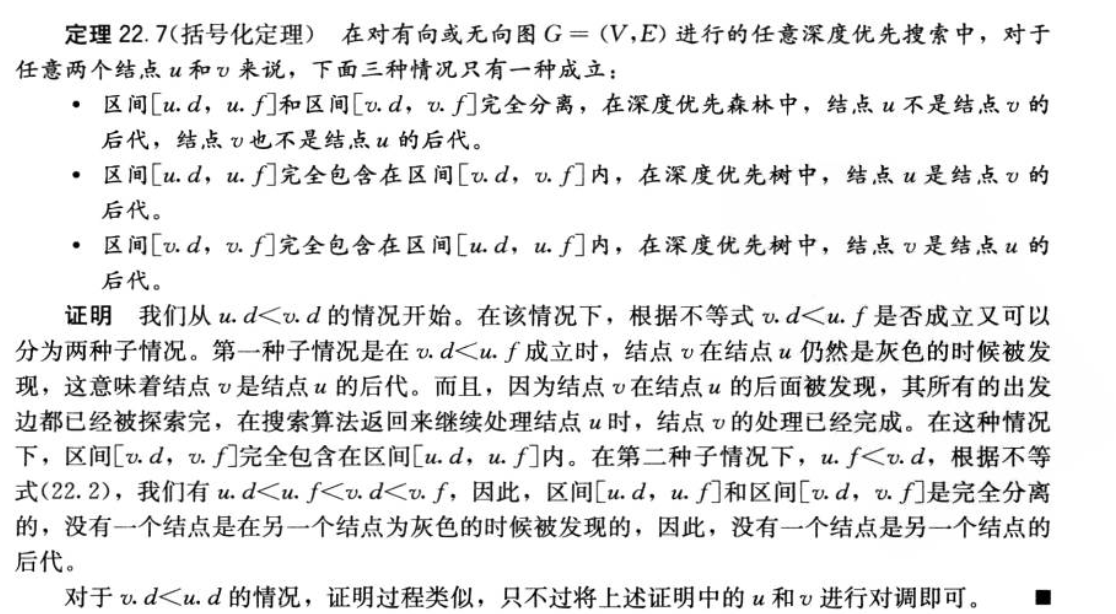 定理 22.7(括号化定理) 在对有向或无向图 G=(V,E) 进行的任意深度优先搜索中，对于
任意两个结点 u 和 v 来说，下面三种情况只有一种成立：
• 区间[u.d，u.f]和区间[v.d，v.f]完全分离，在深度优先森林中，结点 u 不是结点 v 的
后代，结点 v 也不是结点 u 的后代。
• 区间[u.d，u.f]完全包含在区间[v.d，v.f]内，在深度优先树中，结点 u 是结点 v 的
后代。
• 区间[v.d，v.f]完全包含在区间[u.d，u.f]内，在深度优先树中，结点 v 是结点 u 的
后代。
证明 我们从 u.d<v.d 的情况开始。在该情况下，根据不等式 v.d<u.f 是否成立又可以
分为两种子情况。第一种子情况是在 v.d<u.f 成立时，结点 v 在结点 u 仍然是灰色的时候被发
现，这意味着结点 v 是结点 u 的后代。而且，因为结点 v 在结点 u 的后面被发现，其所有的出发
边都已经被探索完，在搜索算法返回来继续处理结点 u 时，结点 v 的处理已经完成。在这种情况
下，区间[v.d，v.f]完全包含在区间[u.d，u.f]内。在第二种子情况下，u.f<v.d，根据不等
式(22.2)，我们有 u.d<u.f<v.d<v.f，因此，区间[u.d，u.f]和区间[v.d，v.f]是完全分离
的，没有一个结点是在另一个结点为灰色的时候被发现的，因此，没有一个结点是另一个结点的
后代。
对于 v.d<u.d 的情况，证明过程类似，只不过将上述证明中的 u 和 v 进行对调即可。 ■